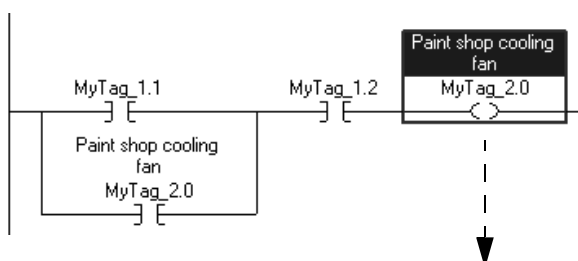 Paint shop cooling
fan
MyTag_1.1
MyTag_1.2
MyTag_2.0
Paint shop cooling
fan
MyTag_2.0